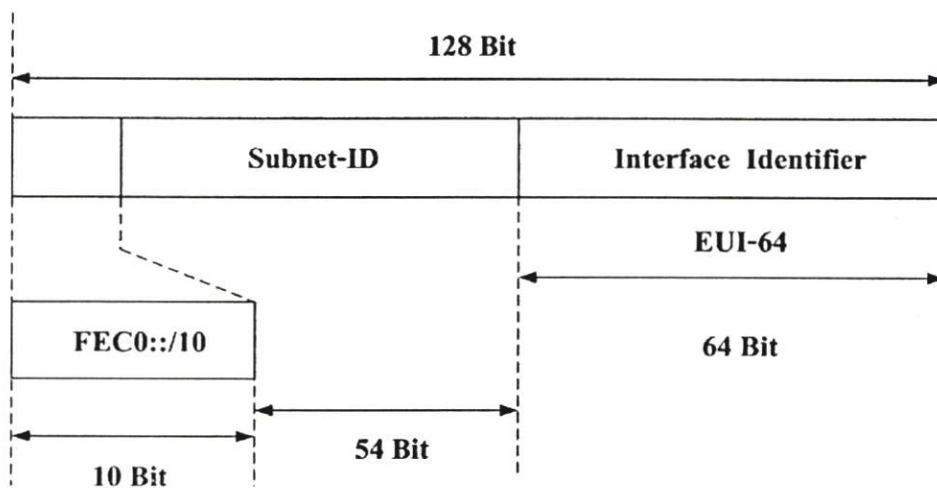 128 Bit
Subnet-ID
Interface Identifier
EUI-64
FEC0::/10
64 Bit
54 Bit
10 Bit